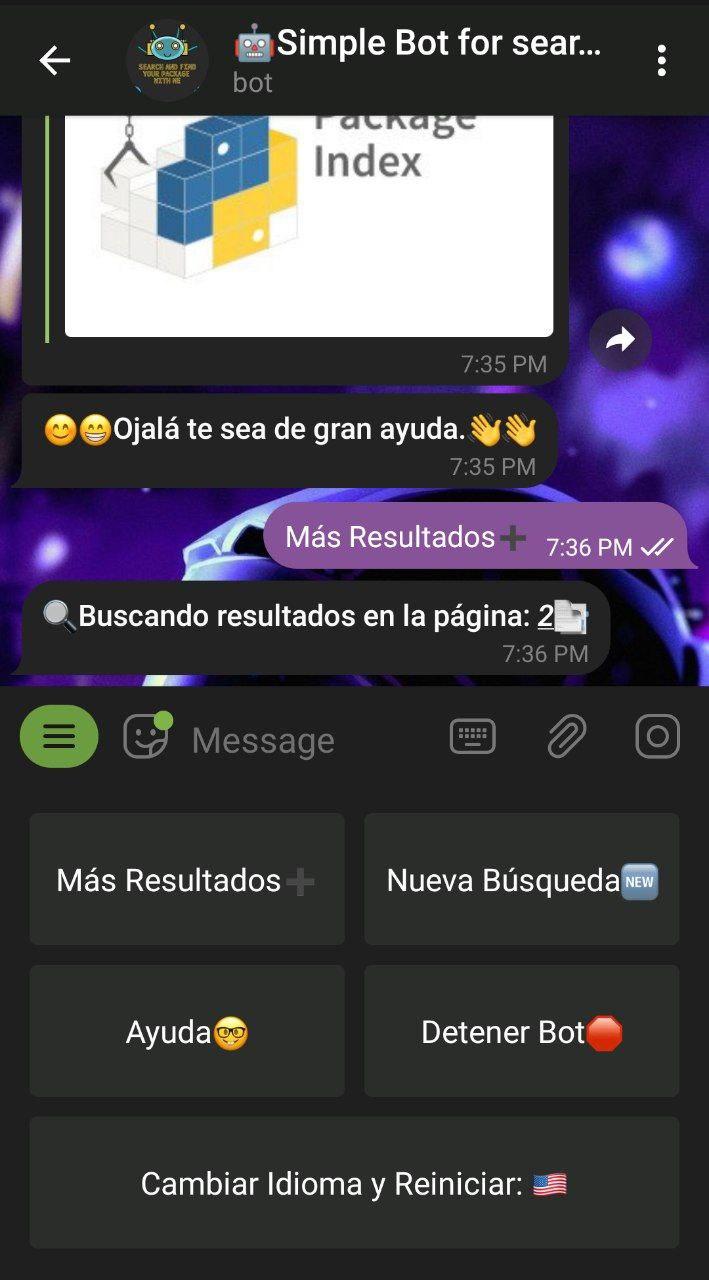 🤖Simple Bot for sear...
bot
SEARCH AND FIND
YOUR PACKAGE
WITH ME
Package
Index
7:35 PM
😊😁Ojalá te sea de gran ayuda.👋👋
7:35 PM
Más Resultados➕ 7:36 PM
🔍Buscando resultados en la página: 2📑
7:36 PM
Message
Más Resultados➕
Nueva Búsqueda🆕
Ayuda🤓
Detener Bot🛑
Cambiar Idioma y Reiniciar: 🇺🇸